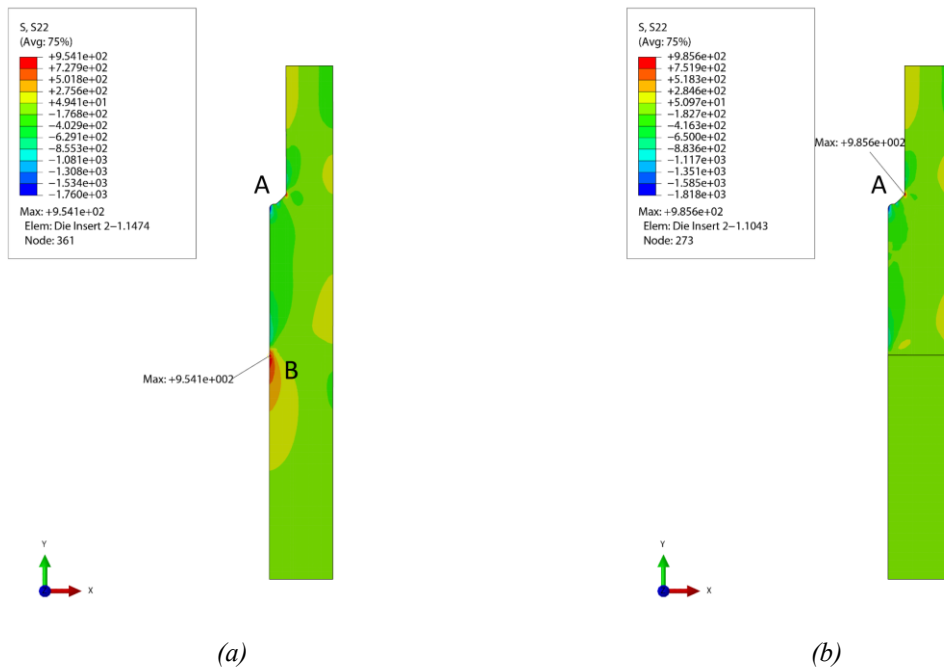 S, S22
(Avg: 75%)
+9.541e+02
+7.279e+02
+5.018e+02
+2.756e+02
+4.941e+01
−1.768e+02
−4.029e+02
−6.291e+02
−8.553e+02
−1.081e+03
−1.308e+03
−1.534e+03
−1.760e+03
Max: +9.541e+02
Elem: Die Insert 2−1.1474
Node: 361
A
B
Max: +9.541e+002
Y
X
(a)
S, S22
(Avg: 75%)
+9.856e+02
+7.519e+02
+5.183e+02
+2.846e+02
+5.097e+01
−1.827e+02
−4.163e+02
−6.500e+02
−8.836e+02
−1.117e+03
−1.351e+03
−1.585e+03
−1.818e+03
Max: +9.856e+02
Elem: Die Insert 2−1.1043
Node: 273
Max: +9.856e+002
A
Y
X
(b)